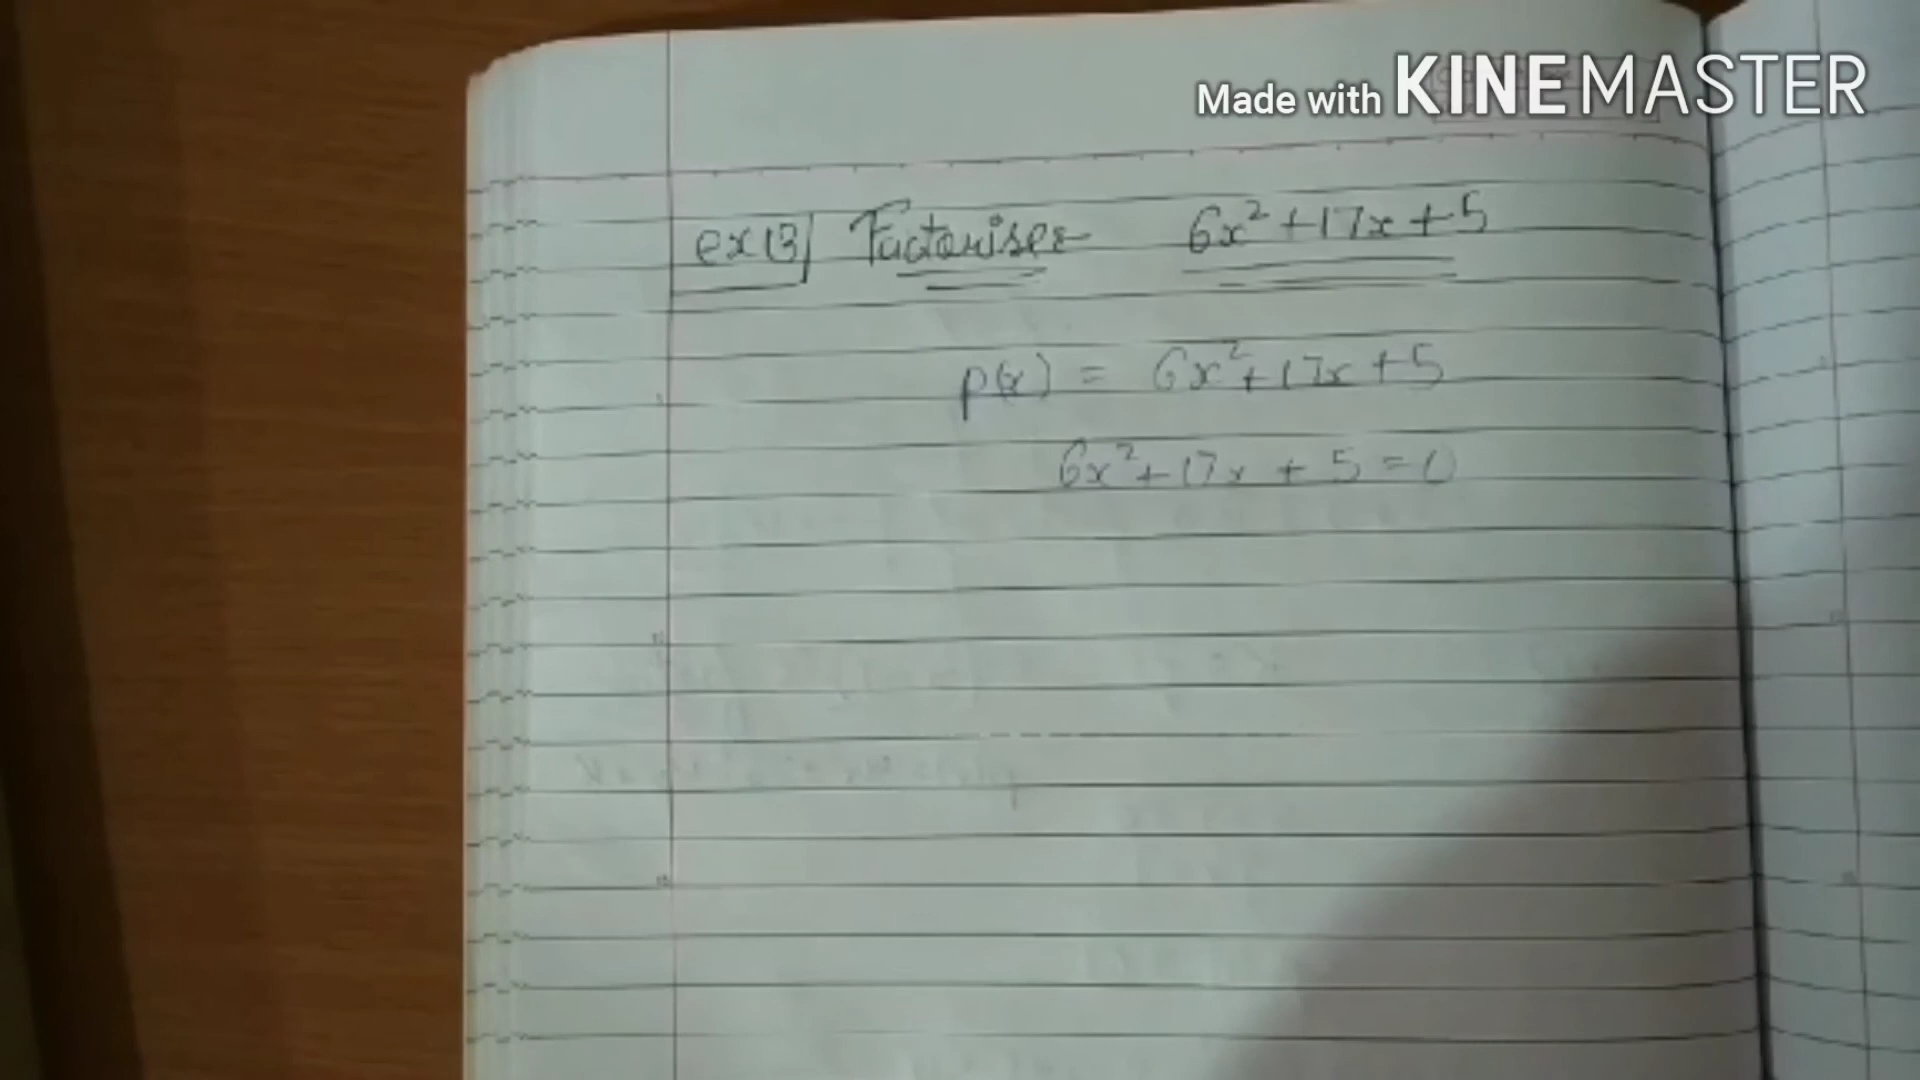 Made with KINEMASTER
ex 13) Factorise 6x² + 17x + 5
p(x) = 6x² + 17x + 5
6x² + 17x + 5 = 0